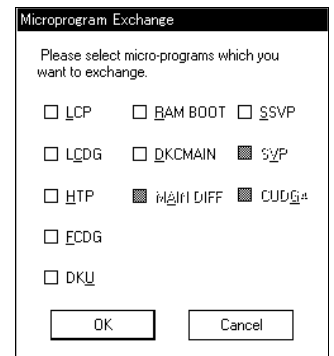 Microprogram Exchange
Please select micro-programs which you
want to exchange.
LCP RAM BOOT SSVP
LCDG DKCMAIN SVP
HTP MAIN DIFF CUDG4
FCDG
DKU
OK Cancel